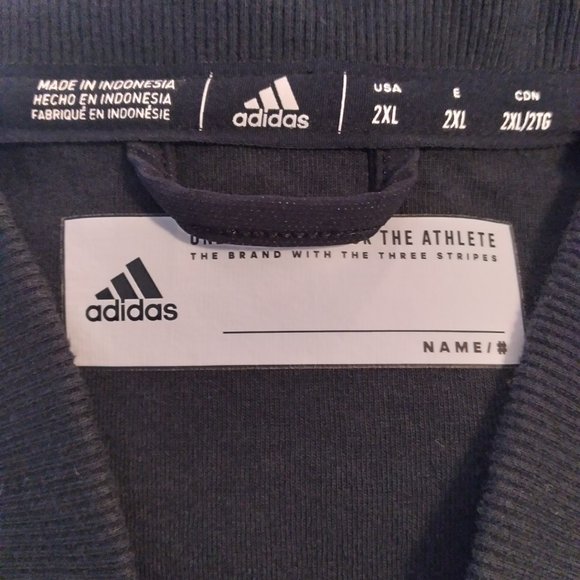 MADE IN INDONESIA
HECHO EN INDONESIA
FABRIQUÉ EN INDONÉSIE
adidas
USA E CDN
2XL 2XL 2XL/2TG
THE ATHLETE
THE BRAND WITH THE THREE STRIPES
adidas
NAME/#